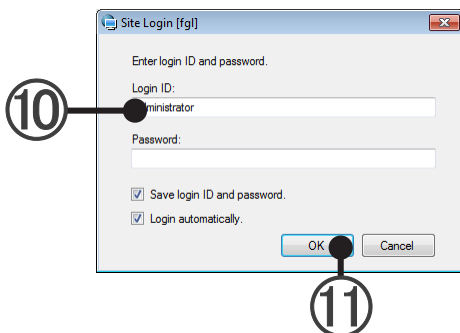 Site Login [fgl]
Enter login ID and password.
Login ID:
ministrator
⑩
Password:
Save login ID and password.
Login automatically.
OK
Cancel
⑪